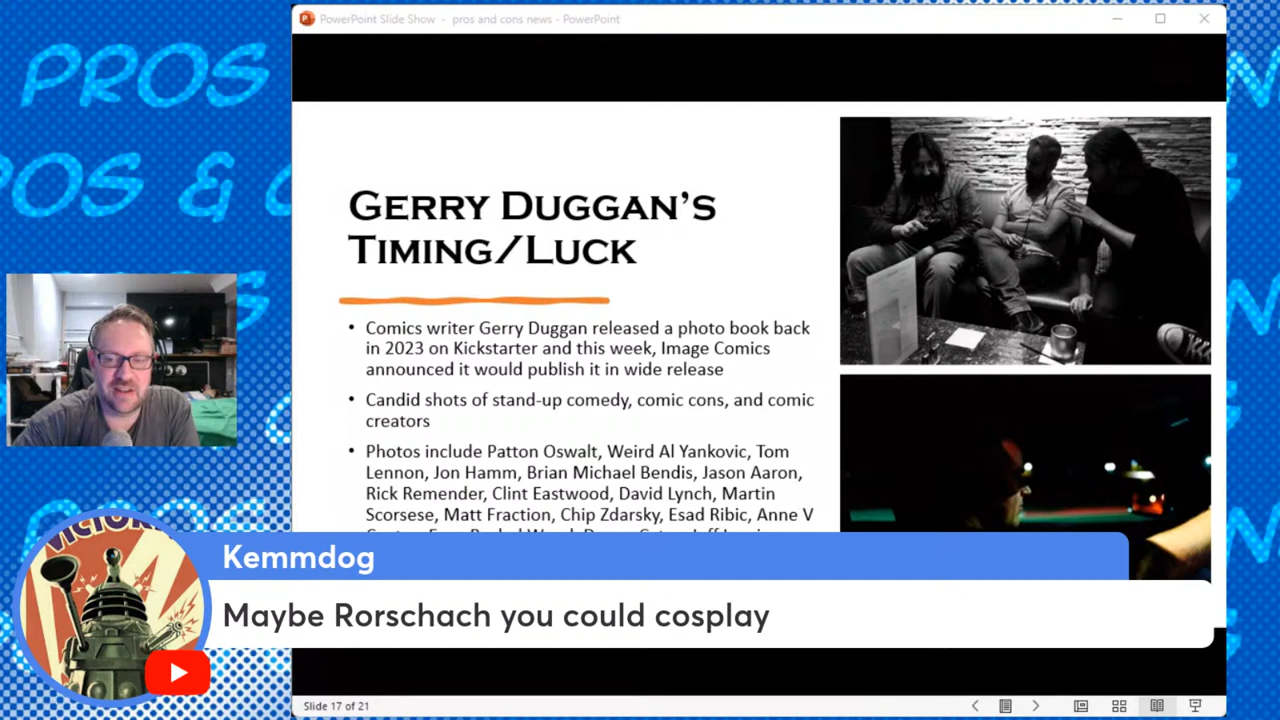 PowerPoint Slide Show - pros and cons news - PowerPoint
PROS
POS & C
GERRY DUGGAN'S
TIMING/LUCK
• Comics writer Gerry Duggan released a photo book back
in 2023 on Kickstarter and this week, Image Comics
announced it would publish it in wide release
• Candid shots of stand-up comedy, comic cons, and comic
creators
• Photos include Patton Oswalt, Weird Al Yankovic, Tom
Lennon, Jon Hamm, Brian Michael Bendis, Jason Aaron,
Rick Remender, Clint Eastwood, David Lynch, Martin
Scorsese, Matt Fraction, Chip Zdarsky, Esad Ribic, Anne V
Kemmdog
Maybe Rorschach you could cosplay
Slide 17 of 21